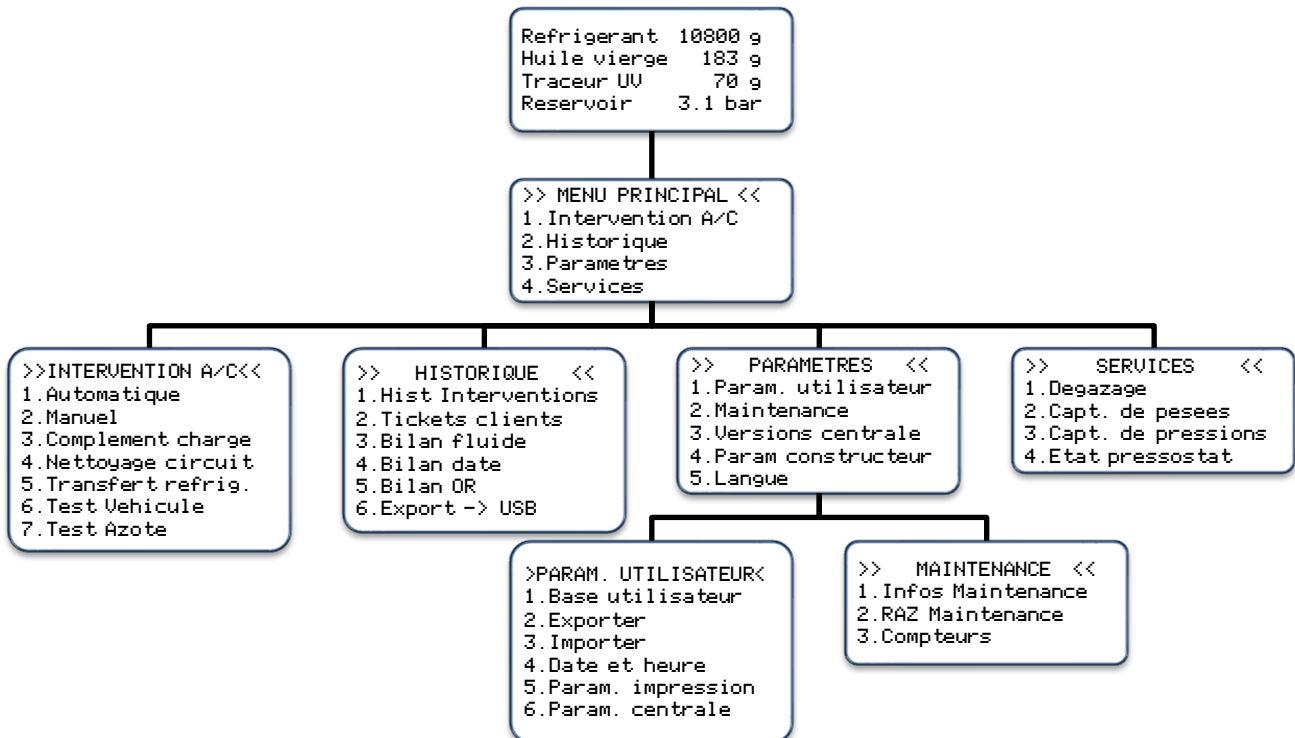 Refrigerant 10800 g
Huile vierge 183 g
Traceur UV 70 g
Reservoir 3.1 bar
>> MENU PRINCIPAL <<
1.Intervention A/C
2.Historique
3.Parametres
4.Services
>>INTERVENTION A/C<<
1.Automatique
2.Manuel
3.Complement charge
4.Nettoyage circuit
5.Transfert refrig.
6.Test Vehicule
7.Test Azote
>> HISTORIQUE <<
1.Hist Interventions
2.Tickets clients
3.Bilan fluide
4.Bilan date
5.Bilan OR
6.Export -> USB
>> PARAMETRES <<
1.Param. utilisateur
2.Maintenance
3.Versions centrale
4.Param constructeur
5.Langue
>> SERVICES <<
1.Degazage
2.Capt. de pesees
3.Capt. de pressions
4.Etat pressostat
>PARAM. UTILISATEUR<
1.Base utilisateur
2.Exporter
3.Importer
4.Date et heure
5.Param. impression
6.Param. centrale
>> MAINTENANCE <<
1.Infos Maintenance
2.RAZ Maintenance
3.Compteurs